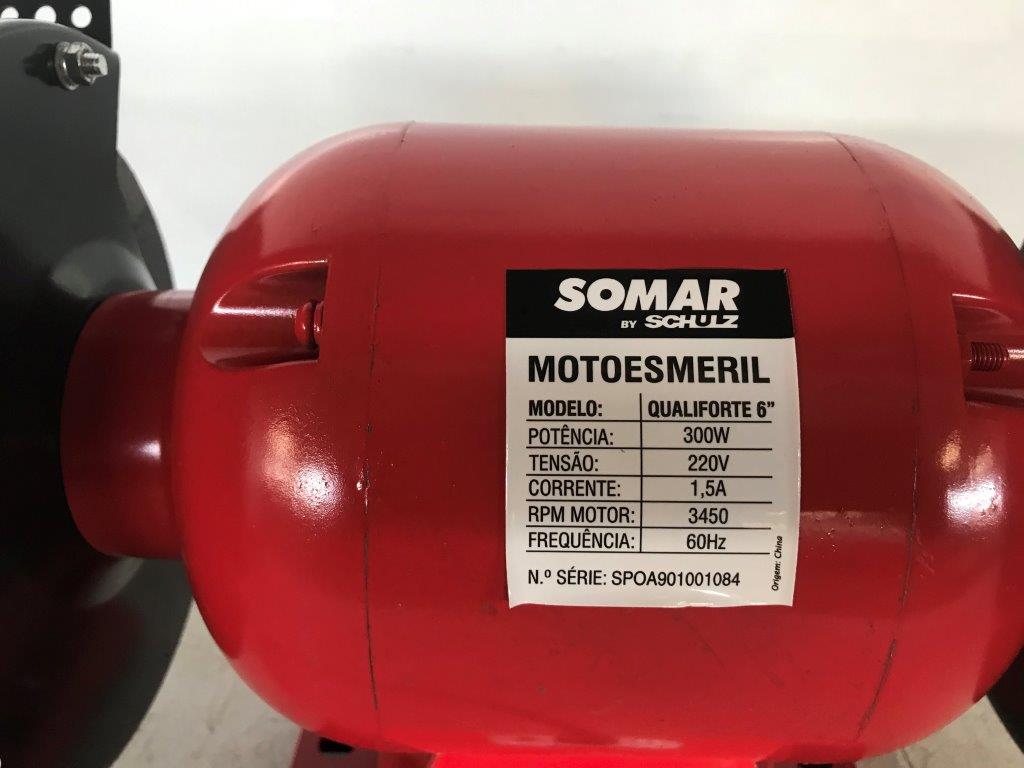 SOMAR
BY SCHULZ
MOTOESMERIL
MODELO: QUALIFORTE 6”
POTÊNCIA: 300W
TENSÃO: 220V
CORRENTE: 1,5A
RPM MOTOR: 3450
FREQUÊNCIA: 60Hz
N.º SÉRIE: SPOA901001084
Origem: China